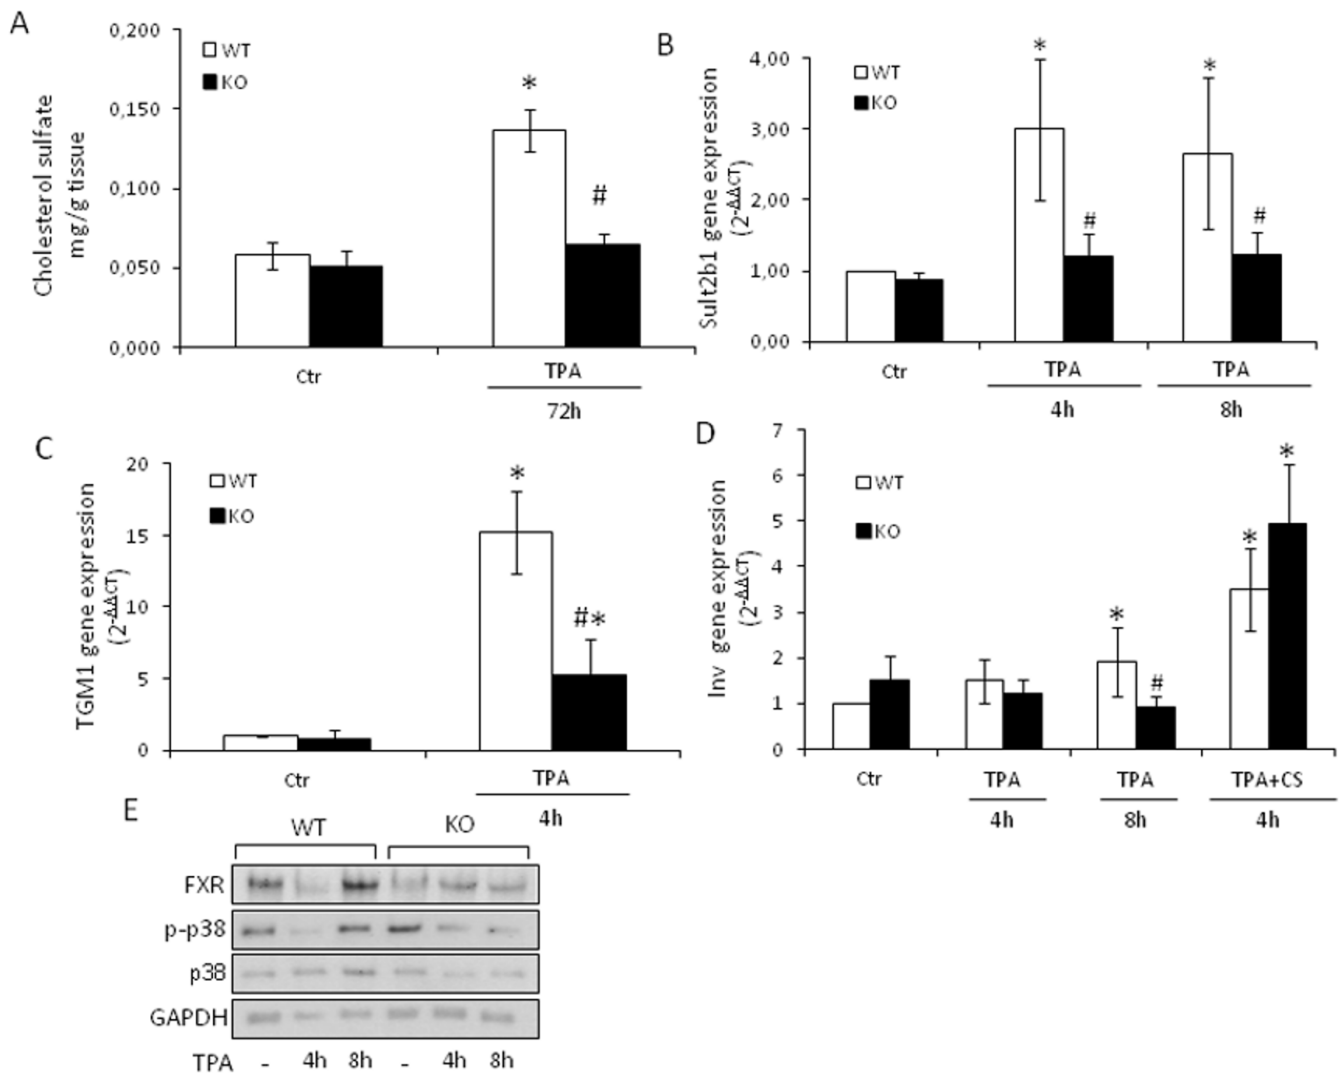 A
Cholesterol sulfate
mg/g tissue
0,200
0,150
0,100
0,050
0,000
WT
KO
*
#
Ctr
TPA
72h
B
Sult2b1 gene expression
(2-ΔΔCT)
4,00
3,00
2,00
1,00
0,00
WT
KO
*
#
*
#
Ctr
TPA
TPA
4h
8h
C
TGM1 gene expression
(2-ΔΔCT)
20
15
10
5
0
WT
KO
*
#*
Ctr
TPA
4h
D
Inv gene expression
(2-ΔΔCT)
7
6
5
4
3
2
1
0
WT
KO
*
#
*
*
Ctr
TPA
TPA
TPA+CS
4h
8h
4h
E
WT
KO
FXR
p-p38
p38
GAPDH
TPA - 4h 8h - 4h 8h